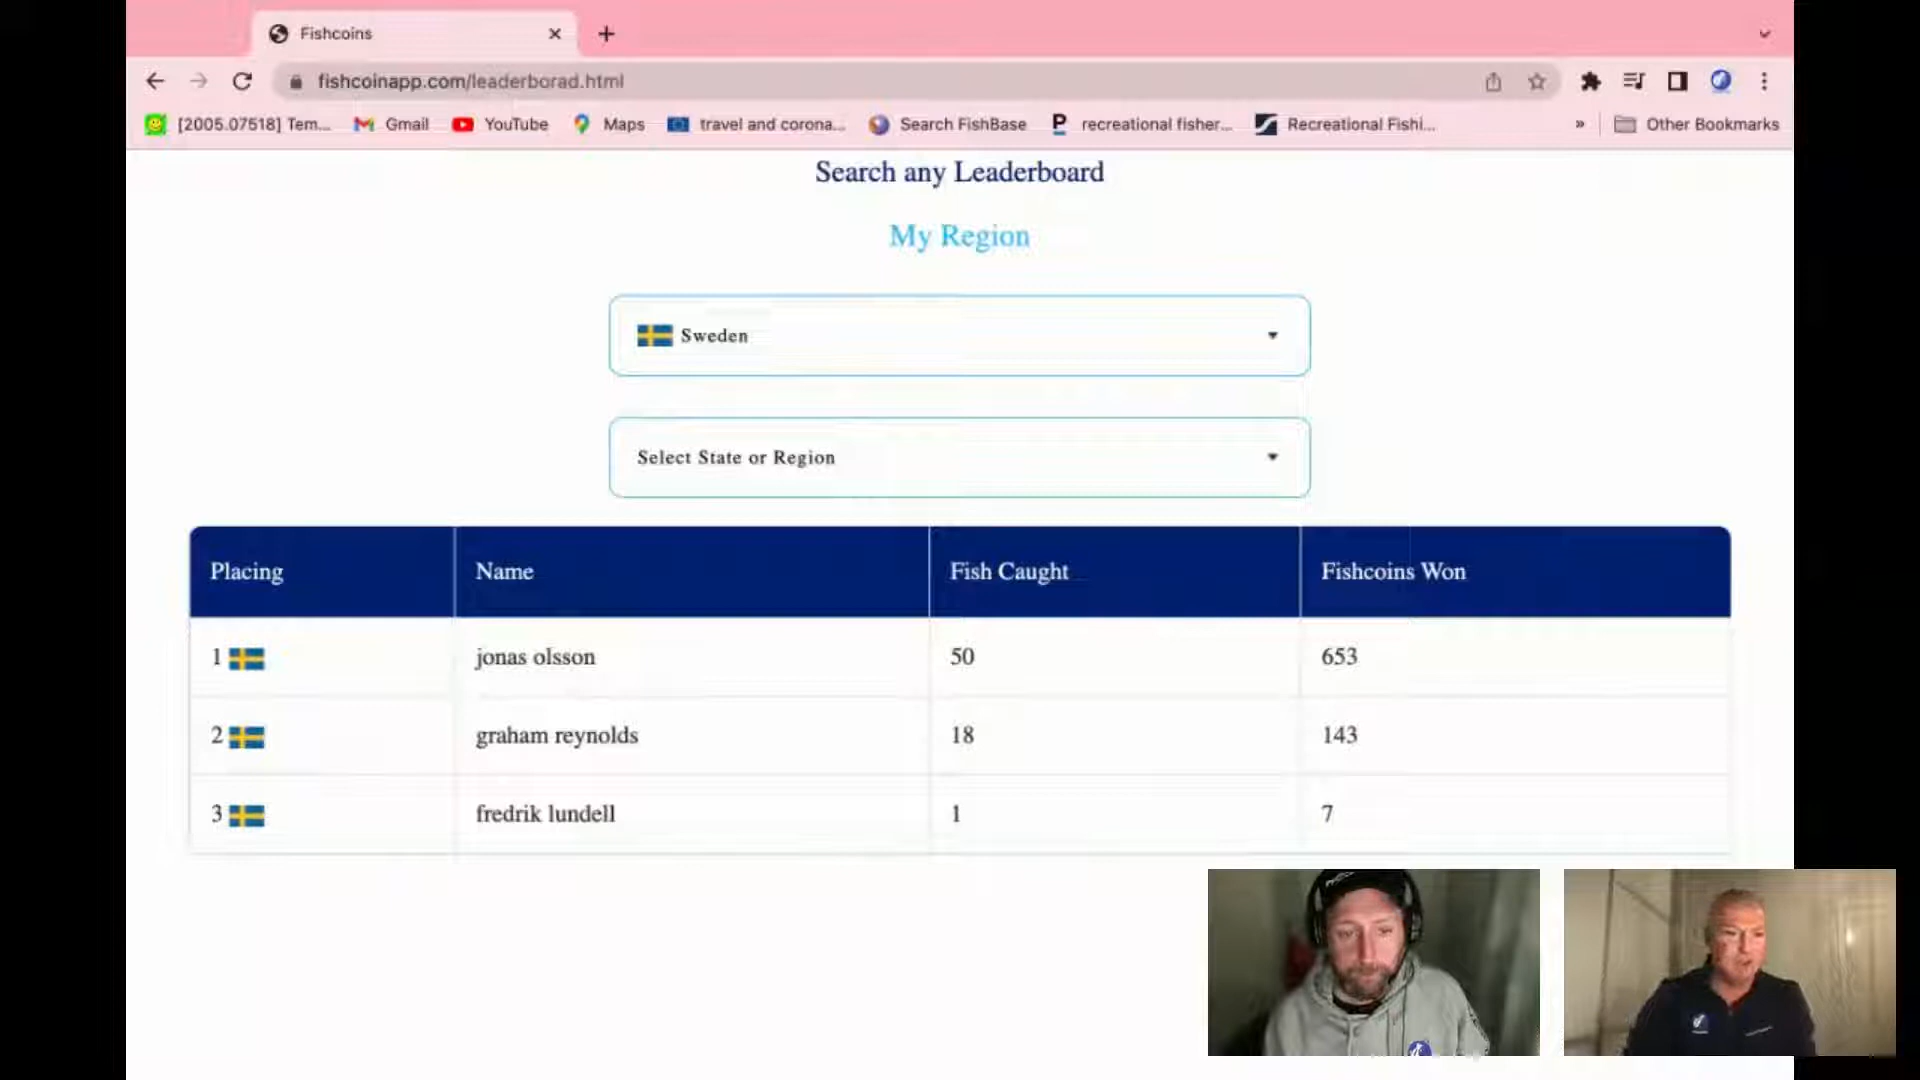 Fishcoins
fishcoinapp.com/leaderborad.html
[2005.07518] Tem... Gmail YouTube Maps travel and corona... Search FishBase recreational fisher... Recreational Fishi... » Other Bookmarks
Search any Leaderboard
My Region
Sweden
Select State or Region
Placing Name Fish Caught Fishcoins Won
1 jonas olsson 50 653
2 graham reynolds 18 143
3 fredrik lundell 1 7